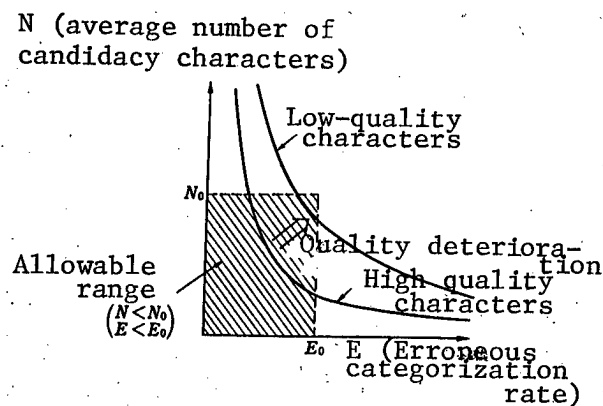 N (average number of
candidacy characters)
Low-quality
characters
N₀
Quality deteriora-
tion
Allowable
range
(N<N₀)
(E<E₀)
High quality
characters
E₀
E (Erroneous
categorization
rate)